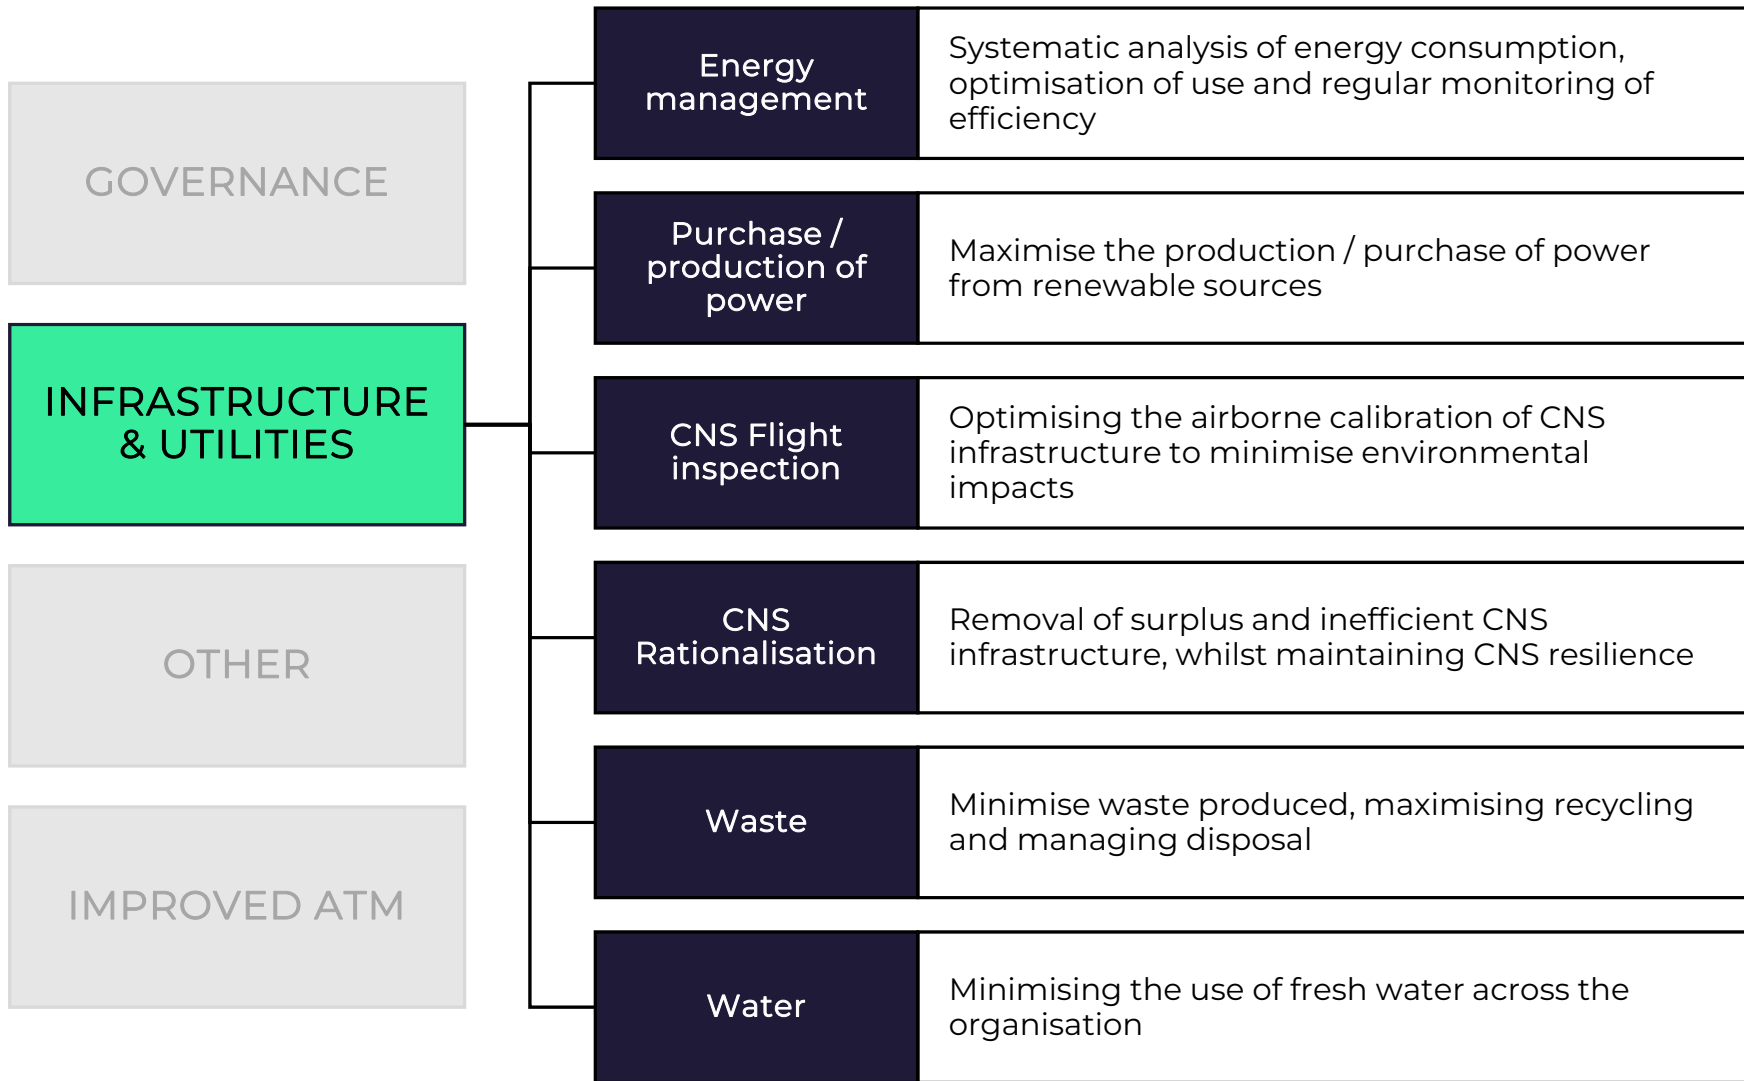 GOVERNANCE
INFRASTRUCTURE
& UTILITIES
OTHER
IMPROVED ATM
Energy
management
Systematic analysis of energy consumption,
optimisation of use and regular monitoring of
efficiency
Purchase /
production of
power
Maximise the production / purchase of power
from renewable sources
CNS Flight
inspection
Optimising the airborne calibration of CNS
infrastructure to minimise environmental
impacts
CNS
Rationalisation
Removal of surplus and inefficient CNS
infrastructure, whilst maintaining CNS resilience
Waste
Minimise waste produced, maximising recycling
and managing disposal
Water
Minimising the use of fresh water across the
organisation